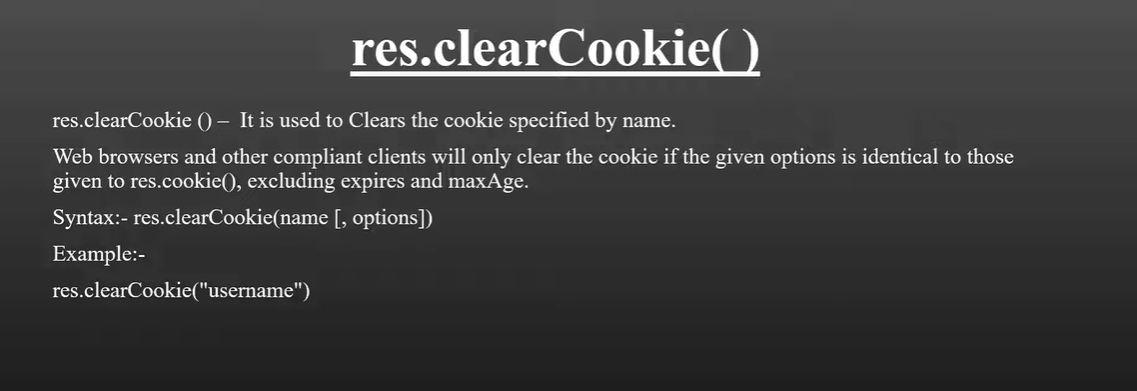 res.clearCookie( )
res.clearCookie () – It is used to Clears the cookie specified by name.
Web browsers and other compliant clients will only clear the cookie if the given options is identical to those
given to res.cookie(), excluding expires and maxAge.
Syntax:- res.clearCookie(name [, options])
Example:-
res.clearCookie("username")